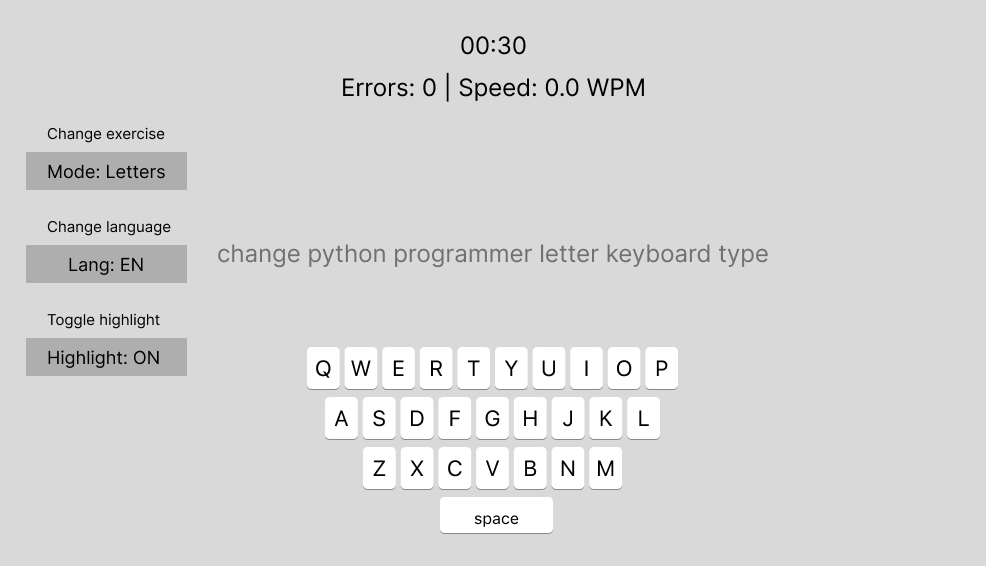 00:30
Errors: 0 | Speed: 0.0 WPM
Change exercise
Mode: Letters
Change language
Lang: EN
change python programmer letter keyboard type
Toggle highlight
Highlight: ON
Q W E R T Y U I O P
A S D F G H J K L
Z X C V B N M
space